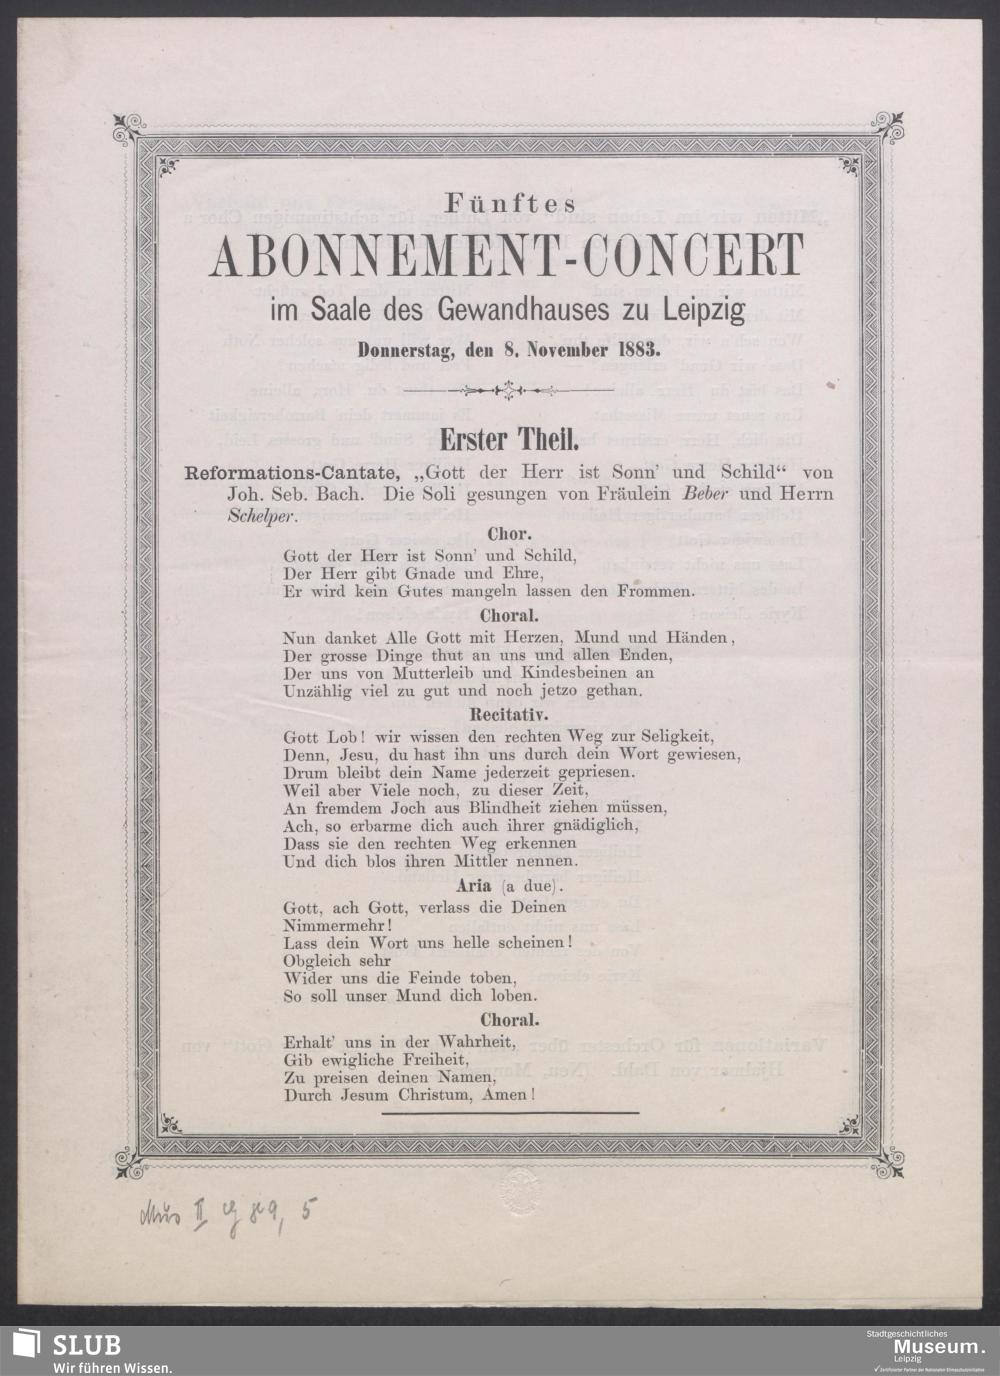 Fünftes
ABONNEMENT-CONCERT
im Saale des Gewandhauses zu Leipzig
Donnerstag, den 8. November 1883.
Erster Theil.
Reformations-Cantate, „Gott der Herr ist Sonn' und Schild“ von
Joh. Seb. Bach. Die Soli gesungen von Fräulein Beber und Herrn
Schelper.
Chor.
Gott der Herr ist Sonn' und Schild,
Der Herr gibt Gnade und Ehre,
Er wird kein Gutes mangeln lassen den Frommen.
Choral.
Nun danket Alle Gott mit Herzen, Mund und Händen,
Der grosse Dinge thut an uns und allen Enden,
Der uns von Mutterleib und Kindesbeinen an
Unzählig viel zu gut und noch jetzo gethan.
Recitativ.
Gott Lob! wir wissen den rechten Weg zur Seligkeit,
Denn, Jesu, du hast ihn uns durch dein Wort gewiesen,
Drum bleibt dein Name jederzeit gepriesen.
Weil aber Viele noch, zu dieser Zeit,
An fremdem Joch aus Blindheit ziehen müssen,
Ach, so erbarme dich auch ihrer gnädiglich,
Dass sie den rechten Weg erkennen
Und dich blos ihren Mittler nennen.
Aria (a due).
Gott, ach Gott, verlass die Deinen
Nimmermehr!
Lass dein Wort uns helle scheinen!
Obgleich sehr
Wider uns die Feinde toben,
So soll unser Mund dich loben.
Choral.
Erhalt' uns in der Wahrheit,
Gib ewigliche Freiheit,
Zu preisen deinen Namen,
Durch Jesum Christum, Amen!
Mus II 5
SLUB
Wir führen Wissen.
Stadtgeschichtliches
Museum.
Leipzig
Zertifizierter Partner der Nationalen Klimaschutzinitiative